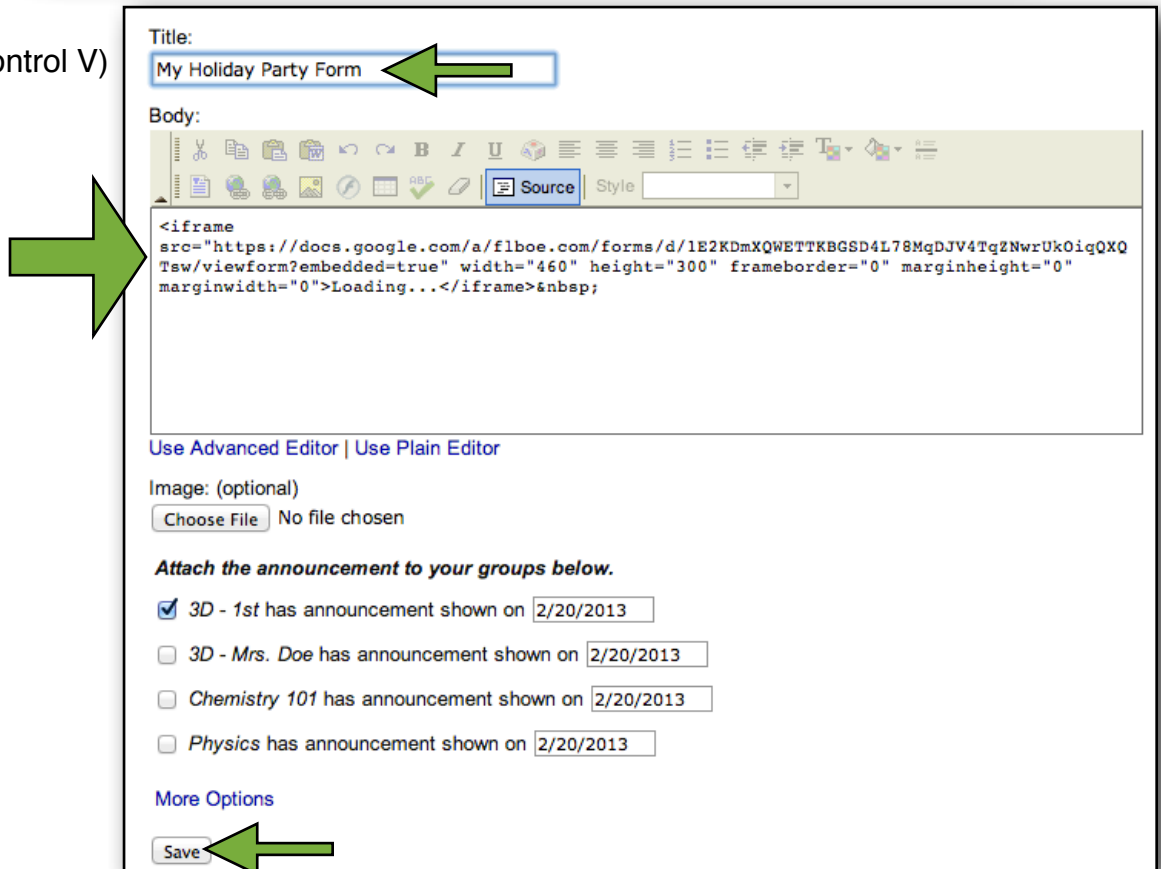 ontrol V)
Title:
My Holiday Party Form
Body:
B I U T
ABC Source Style
<iframe
src="https://docs.google.com/a/flboe.com/forms/d/1E2KDmXQWETTKBGSD4L78MqDJV4TqZNwrUkOiqQXQ
Tsw/viewform?embedded=true" width="460" height="300" frameborder="0" marginheight="0"
marginwidth="0">Loading...</iframe>&nbsp;
Use Advanced Editor | Use Plain Editor
Image: (optional)
Choose File No file chosen
Attach the announcement to your groups below.
3D - 1st has announcement shown on 2/20/2013
3D - Mrs. Doe has announcement shown on 2/20/2013
Chemistry 101 has announcement shown on 2/20/2013
Physics has announcement shown on 2/20/2013
More Options
Save